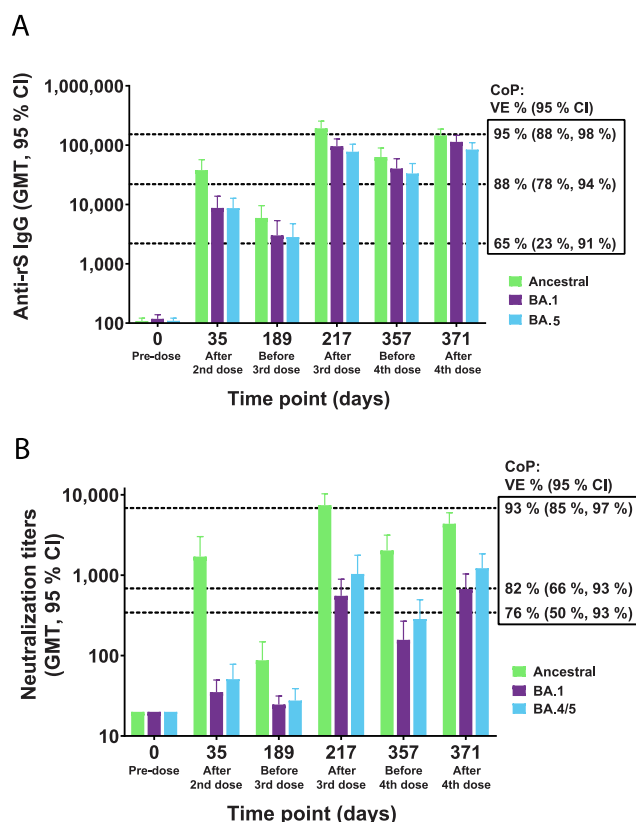 A
CoP:
VE % (95 % CI)
1,000,000
95 % (88 %, 98 %)
100,000
88 % (78 %, 94 %)
10,000
65 % (23 %, 91 %)
1,000
100
Anti-rS IgG (GMT, 95 % CI)
Ancestral
BA.1
BA.5
0 35 189 217 357 371
Pre-dose After Before After Before After
2nd dose 3rd dose 3rd dose 4th dose 4th dose
Time point (days)
B
CoP:
VE % (95 % CI)
10,000
93 % (85 %, 97 %)
1,000
82 % (66 %, 93 %)
76 % (50 %, 93 %)
100
10
Neutralization titers
(GMT, 95 % CI)
Ancestral
BA.1
BA.4/5
0 35 189 217 357 371
Pre-dose After Before After Before After
2nd dose 3rd dose 3rd dose 4th dose 4th dose
Time point (days)